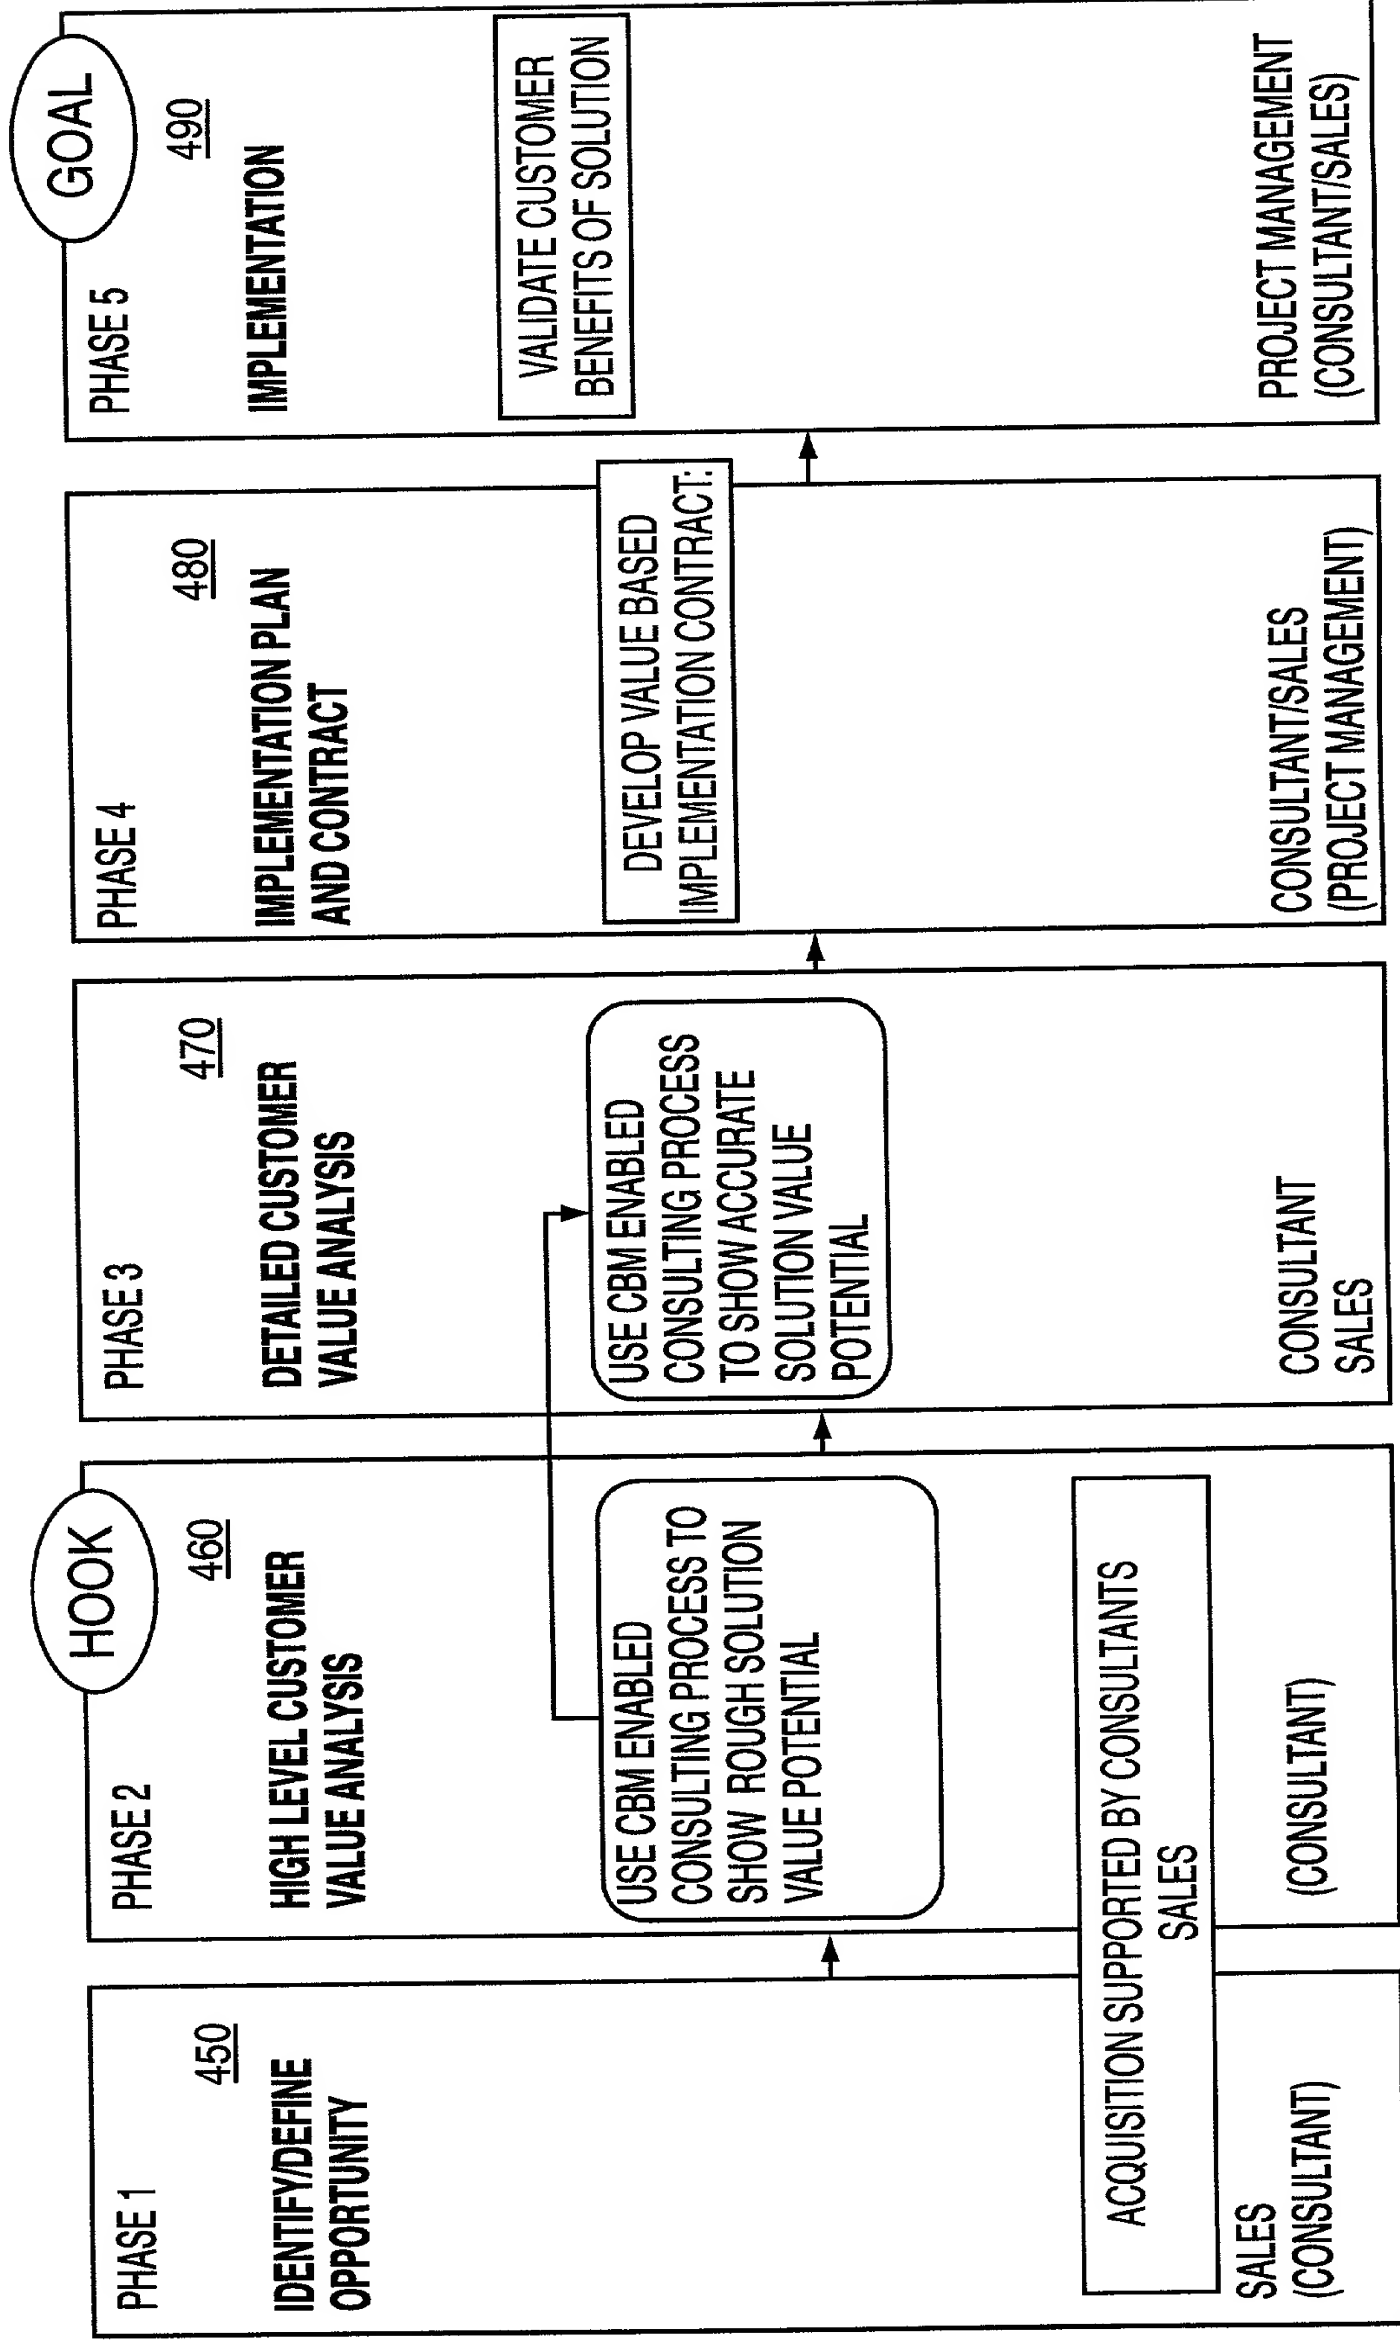 PHASE 1
450
IDENTIFY/DEFINE
OPPORTUNITY
SALES
(CONSULTANT)
ACQUISITION SUPPORTED BY CONSULTANTS
SALES
HOOK
PHASE 2
460
HIGH LEVEL CUSTOMER
VALUE ANALYSIS
USE CBM ENABLED
CONSULTING PROCESS TO
SHOW ROUGH SOLUTION
VALUE POTENTIAL
(CONSULTANT)
PHASE 3
470
DETAILED CUSTOMER
VALUE ANALYSIS
USE CBM ENABLED
CONSULTING PROCESS
TO SHOW ACCURATE
SOLUTION VALUE
POTENTIAL
CONSULTANT
SALES
PHASE 4
480
IMPLEMENTATION PLAN
AND CONTRACT
DEVELOP VALUE BASED
IMPLEMENTATION CONTRACT:
CONSULTANT/SALES
(PROJECT MANAGEMENT)
GOAL
PHASE 5
490
IMPLEMENTATION
VALIDATE CUSTOMER
BENEFITS OF SOLUTION
PROJECT MANAGEMENT
(CONSULTANT/SALES)